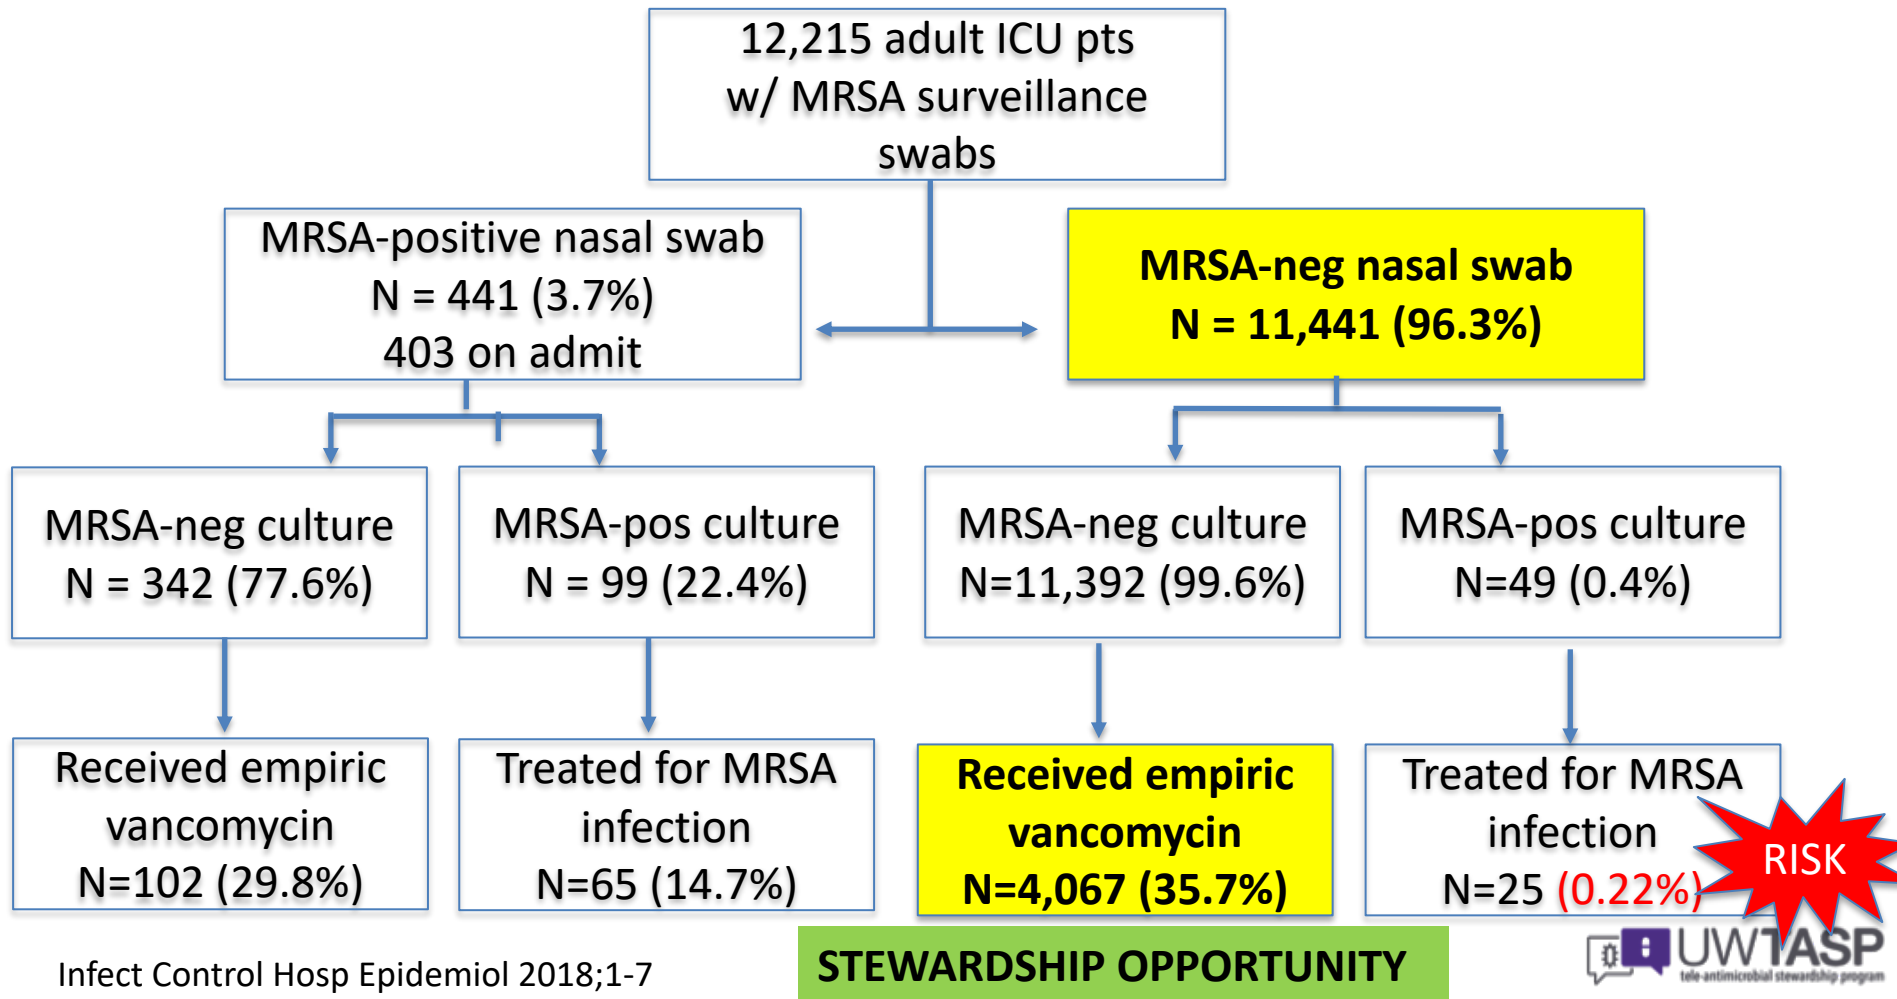 12,215 adult ICU pts
w/ MRSA surveillance
swabs
MRSA-positive nasal swab
N = 441 (3.7%)
403 on admit
MRSA-neg nasal swab
N = 11,441 (96.3%)
MRSA-neg culture
N = 342 (77.6%)
MRSA-pos culture
N = 99 (22.4%)
MRSA-neg culture
N=11,392 (99.6%)
MRSA-pos culture
N=49 (0.4%)
Received empiric
vancomycin
N=102 (29.8%)
Treated for MRSA
infection
N=65 (14.7%)
Received empiric
vancomycin
N=4,067 (35.7%)
Treated for MRSA
infection
N=25 (0.22%)
RISK
Infect Control Hosp Epidemiol 2018;1-7
STEWARDSHIP OPPORTUNITY
UWTASP
tele-antimicrobial stewardship program